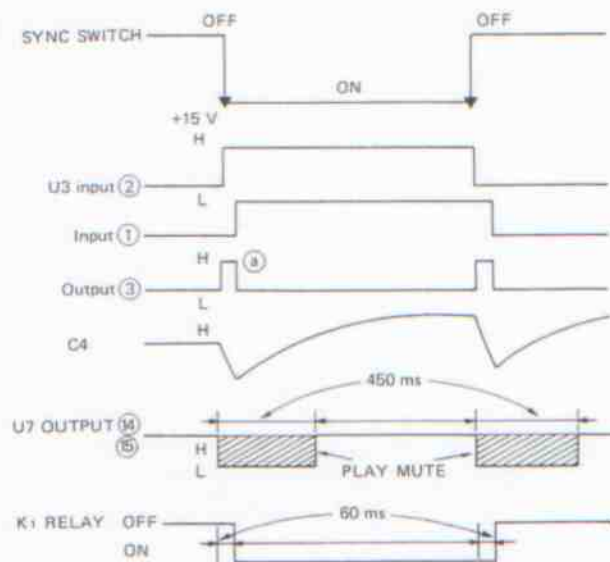 OFF OFF
SYNC SWITCH
ON
+15 V
H
U3 input ②
L
Input ①
H ⓐ
Output ③
L
H
C4
450 ms
U7 OUTPUT ⑭
⑮ H
L PLAY MUTE
K1 RELAY OFF
60 ms
ON